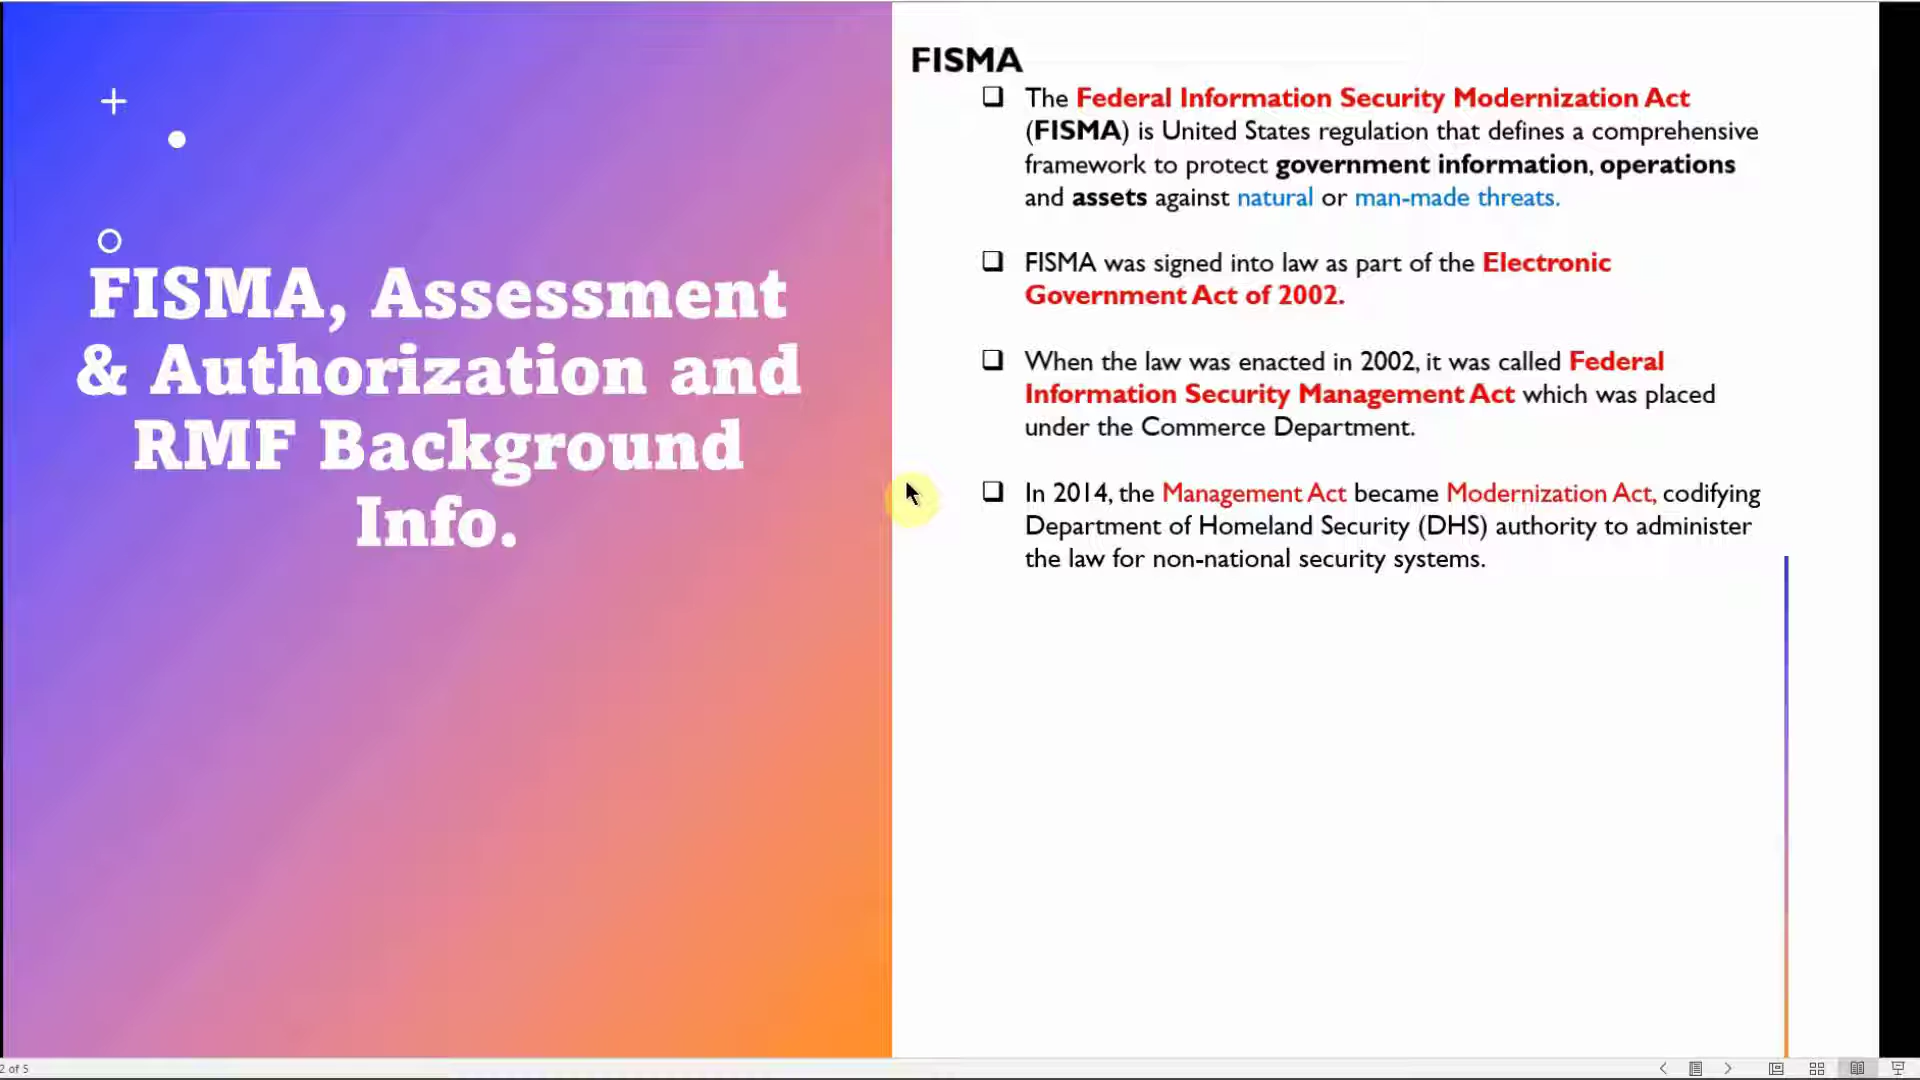 FISMA, Assessment
& Authorization and
RMF Background
Info.
FISMA
The Federal Information Security Modernization Act
(FISMA) is United States regulation that defines a comprehensive
framework to protect government information, operations
and assets against natural or man-made threats.
FISMA was signed into law as part of the Electronic
Government Act of 2002.
When the law was enacted in 2002, it was called Federal
Information Security Management Act which was placed
under the Commerce Department.
In 2014, the Management Act became Modernization Act, codifying
Department of Homeland Security (DHS) authority to administer
the law for non-national security systems.
2 of 5